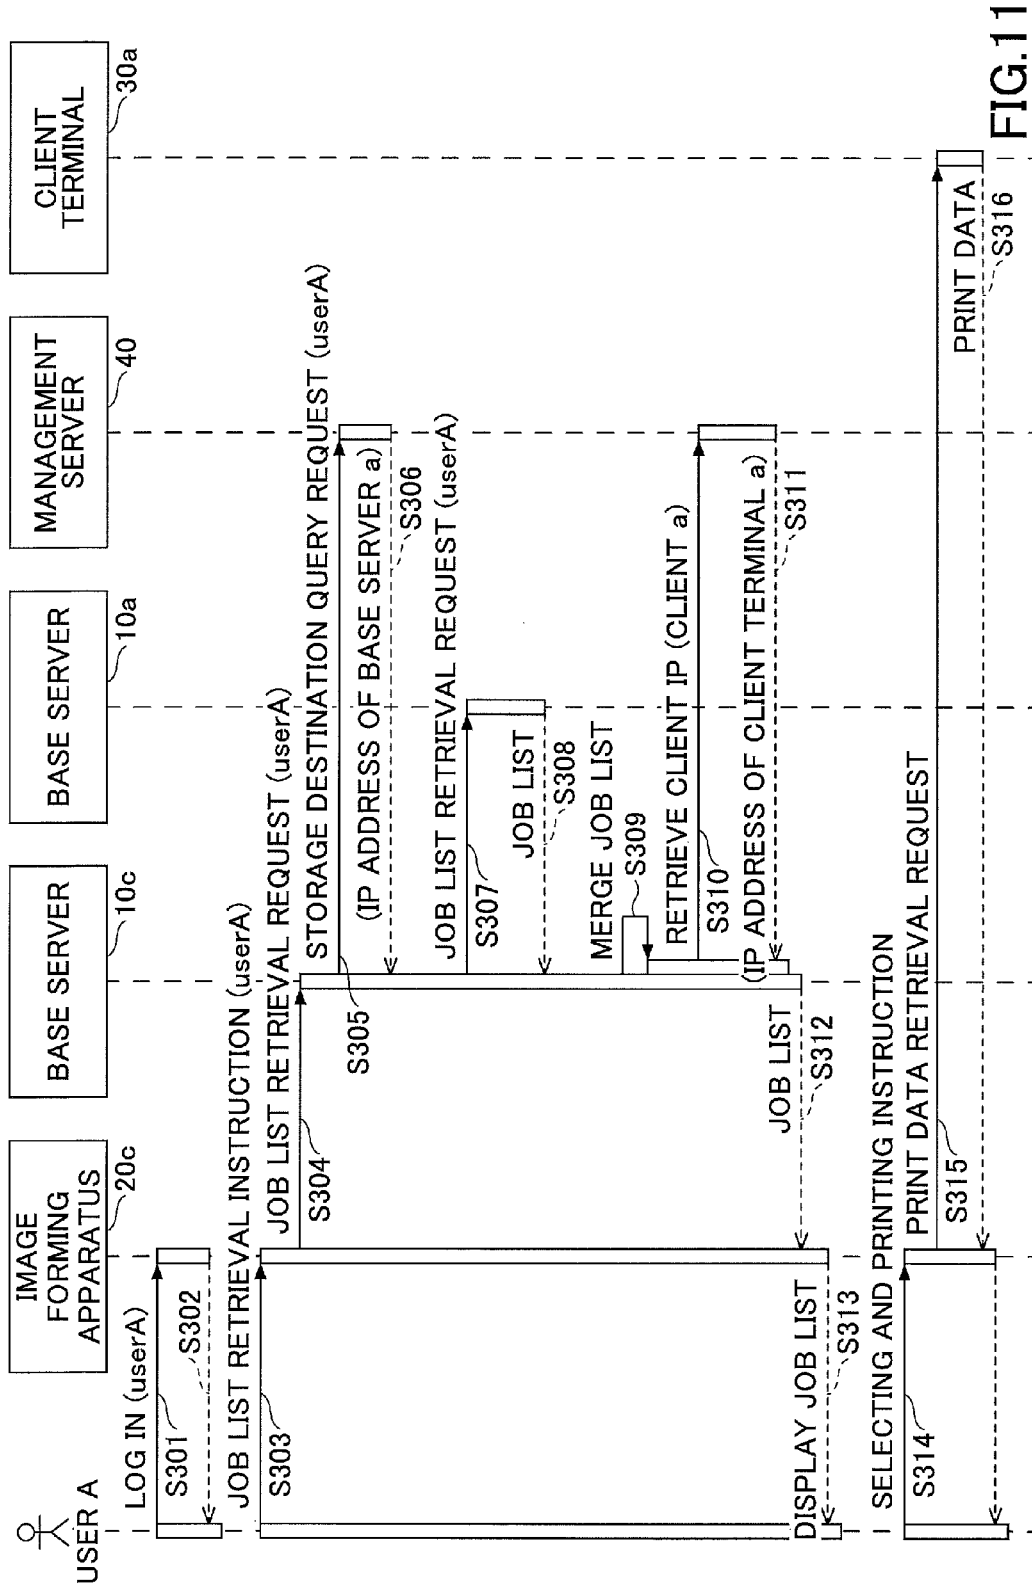 USER A
IMAGE
FORMING
APPARATUS
20c
BASE SERVER
10c
BASE SERVER
10a
MANAGEMENT
SERVER
40
CLIENT
TERMINAL
30a
LOG IN (userA)
S301
S302
JOB LIST RETRIEVAL INSTRUCTION (userA)
S303
JOB LIST RETRIEVAL REQUEST (userA)
S304
STORAGE DESTINATION QUERY REQUEST (userA)
S305
(IP ADDRESS OF BASE SERVER a)
S306
JOB LIST RETRIEVAL REQUEST (userA)
S307
JOB LIST
S308
MERGE JOB LIST
S309
RETRIEVE CLIENT IP (CLIENT a)
S310
(IP ADDRESS OF CLIENT TERMINAL a)
S311
JOB LIST
S312
DISPLAY JOB LIST
S313
SELECTING AND PRINTING INSTRUCTION
S314
PRINT DATA RETRIEVAL REQUEST
S315
PRINT DATA
S316
FIG.11